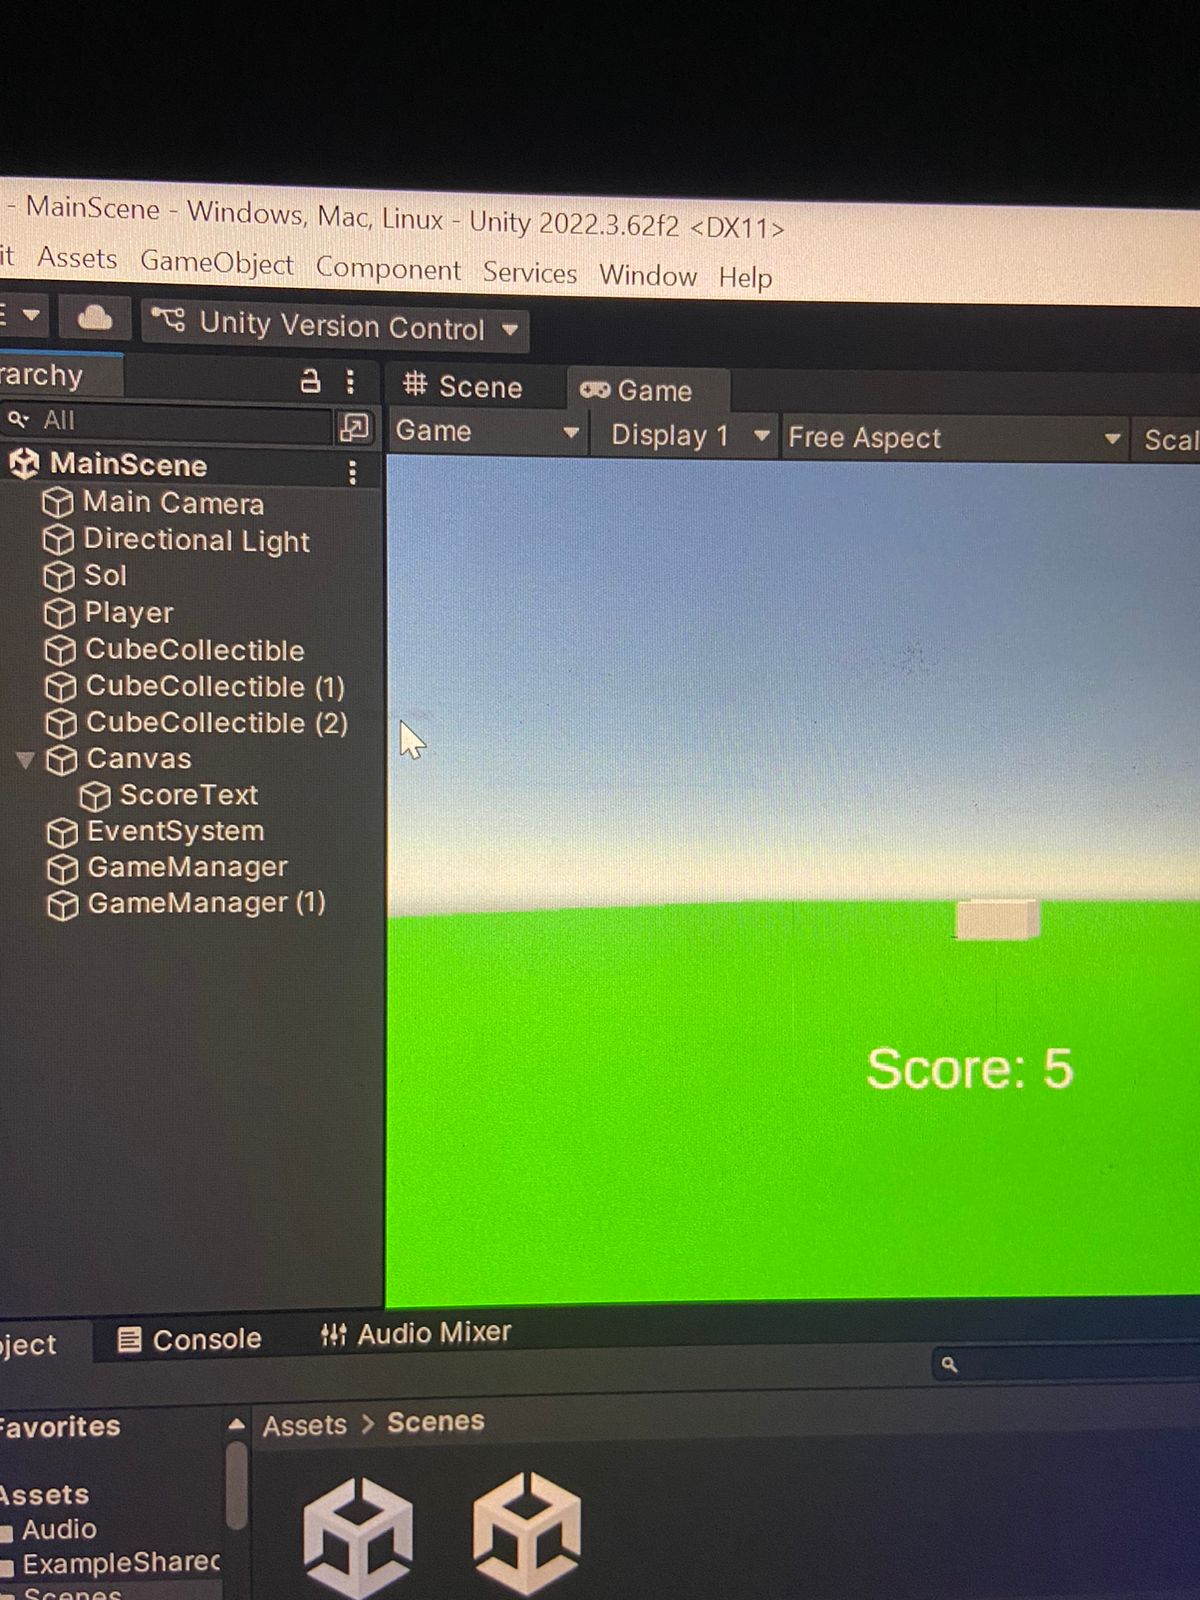 - MainScene - Windows, Mac, Linux - Unity 2022.3.62f2 <DX11>
it Assets GameObject Component Services Window Help
Unity Version Control
rarchy
All
MainScene
Main Camera
Directional Light
Sol
Player
CubeCollectible
CubeCollectible (1)
CubeCollectible (2)
Canvas
ScoreText
EventSystem
GameManager
GameManager (1)
Scene Game
Game Display 1 Free Aspect Scal
Score: 5
ject Console Audio Mixer
Favorites
Assets
Audio
ExampleShared
Scenes
Assets > Scenes